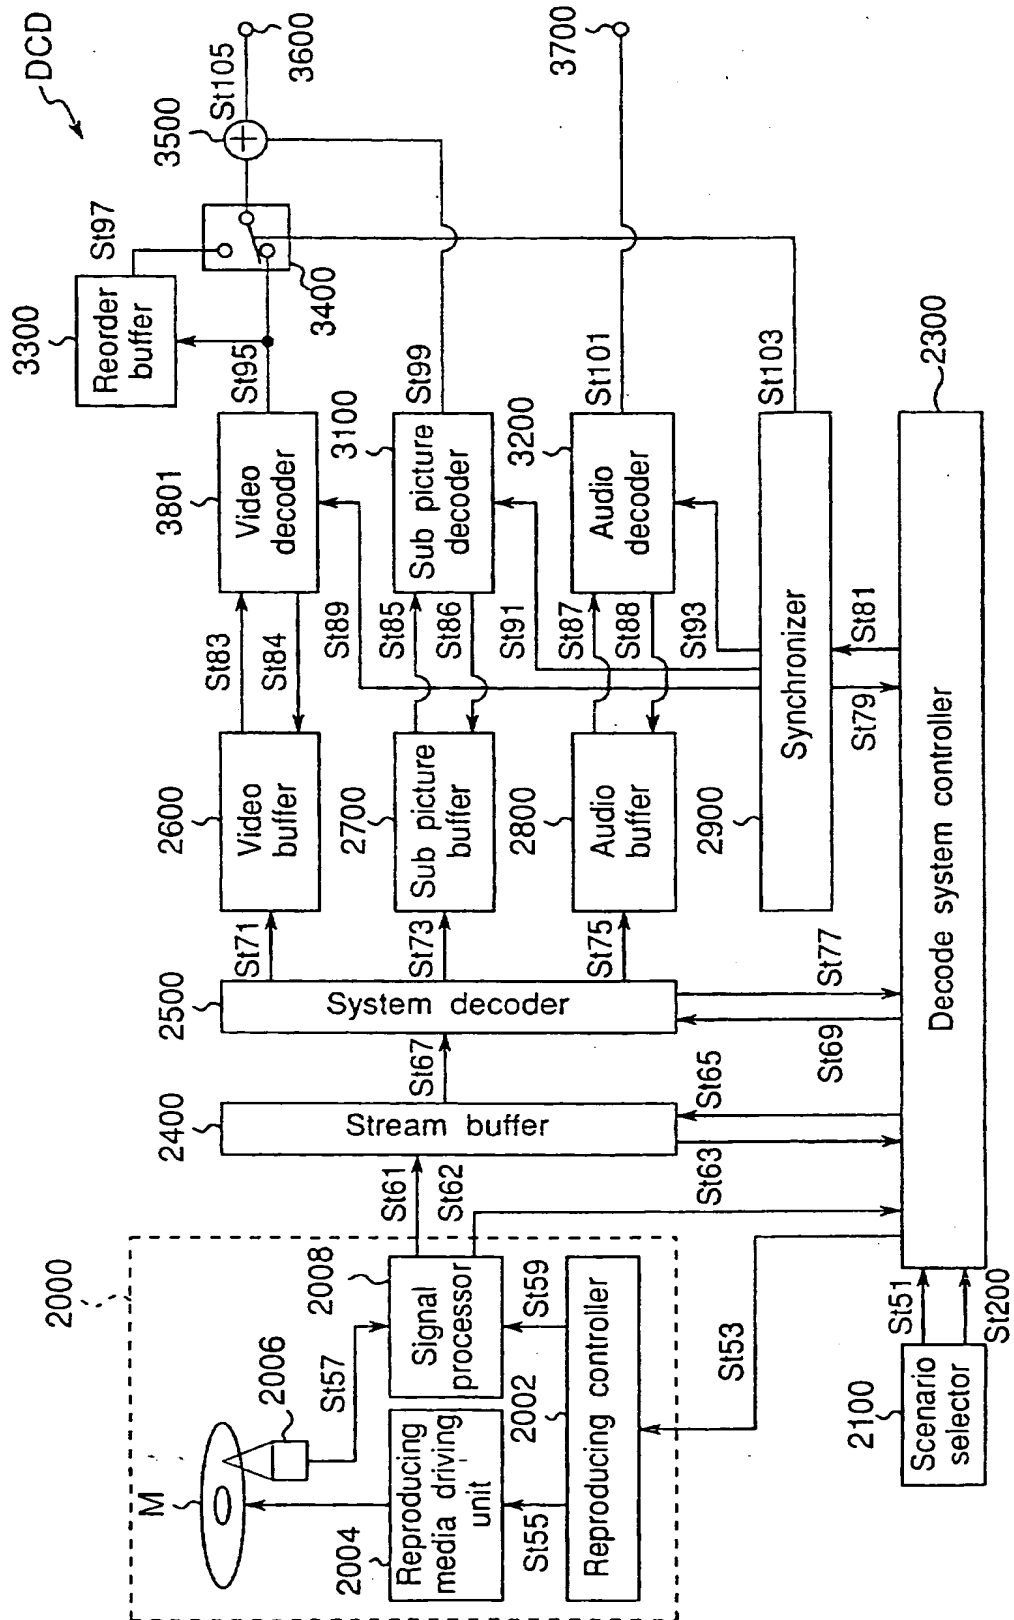 DCD
2000
M
2006
St57
2004
Reproducing
media driving
unit
2008
Signal
processor
St55
2002
St59
Reproducing controller
St61
St62
2400
Stream buffer
St67
2500
System decoder
St71
St73
St75
2600
Video
buffer
2700
Sub picture
buffer
2800
Audio
buffer
2900
Synchronizer
St83
St84
St89
St85
St86
St91
St87
St88
St93
3801
Video
decoder
3100
Sub picture
decoder
3200
Audio
decoder
3300
Reorder
buffer
St95
St97
3400
3500
St105
3600
St99
St101
3700
St103
St53
St63
St65
St69
St77
St79
St81
2100
Scenario
selector
St51
St200
2300
Decode system controller